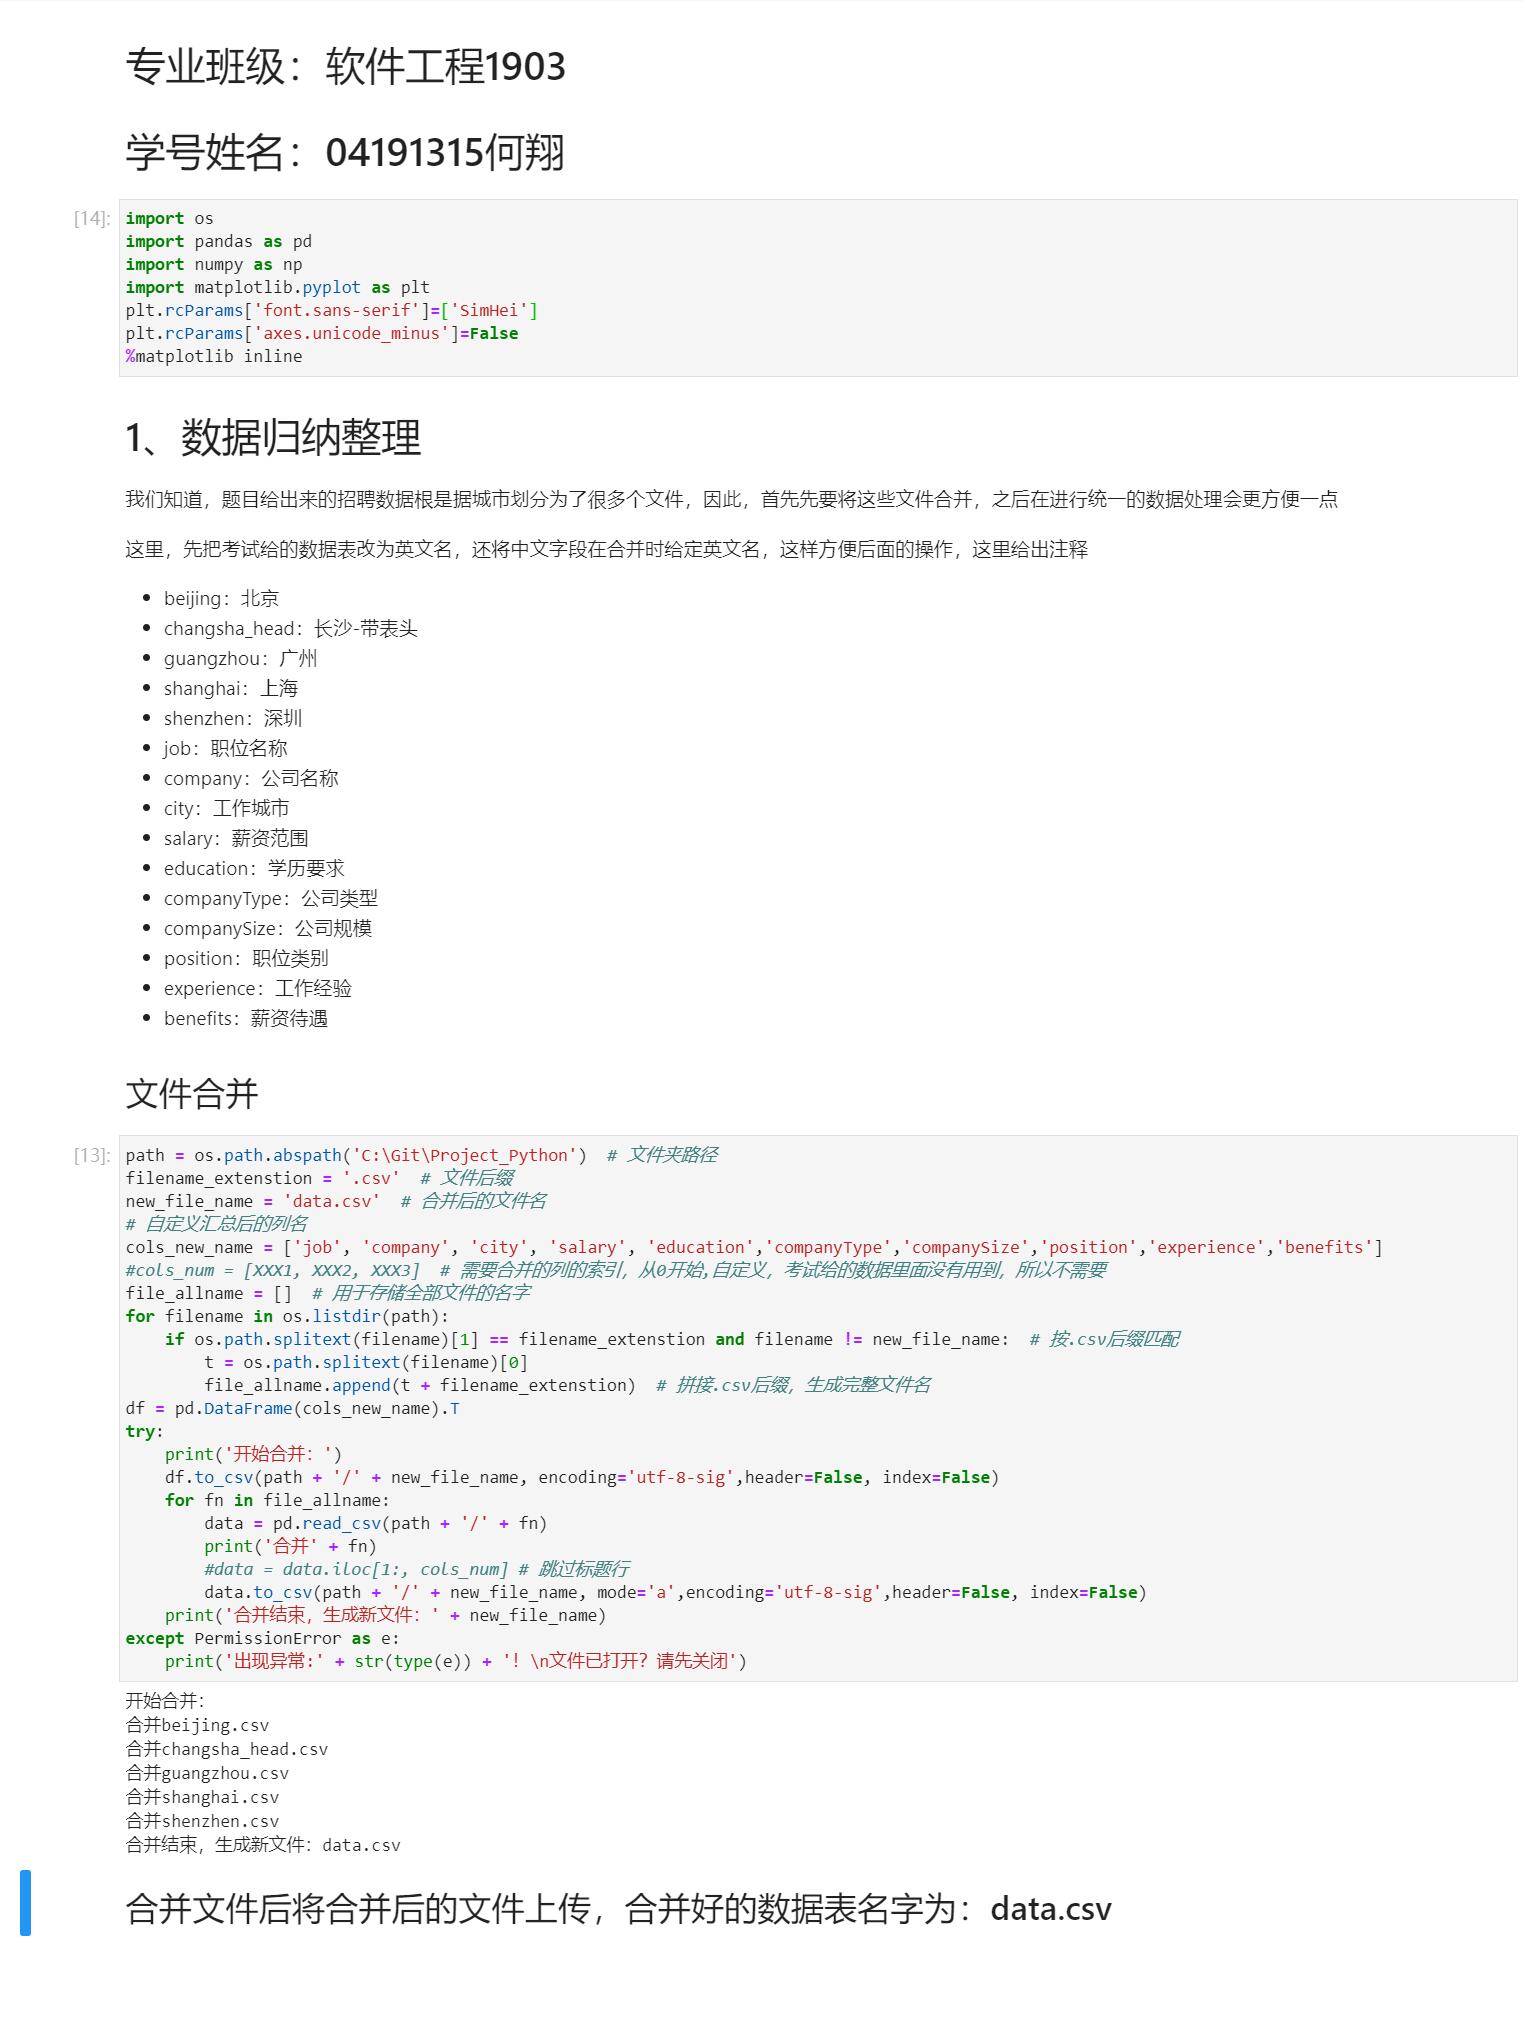 专业班级：软件工程1903
学号姓名：04191315何翔
[14]:
import os
import pandas as pd
import numpy as np
import matplotlib.pyplot as plt
plt.rcParams['font.sans-serif']=['SimHei']
plt.rcParams['axes.unicode_minus']=False
%matplotlib inline
1、数据归纳整理
我们知道，题目给出来的招聘数据根是据城市划分为了很多个文件，因此，首先先要将这些文件合并，之后在进行统一的数据处理会更方便一点
这里，先把考试给的数据表改为英文名，还将中文字段在合并时给定英文名，这样方便后面的操作，这里给出注释
• beijing：北京
• changsha_head：长沙-带表头
• guangzhou：广州
• shanghai：上海
• shenzhen：深圳
• job：职位名称
• company：公司名称
• city：工作城市
• salary：薪资范围
• education：学历要求
• companyType：公司类型
• companySize：公司规模
• position：职位类别
• experience：工作经验
• benefits：薪资待遇
文件合并
[13]:
path = os.path.abspath('C:\Git\Project_Python')  # 文件夹路径
filename_extenstion = '.csv'  # 文件后缀
new_file_name = 'data.csv'  # 合并后的文件名
# 自定义汇总后的列名
cols_new_name = ['job', 'company', 'city', 'salary', 'education','companyType','companySize','position','experience','benefits']
#cols_num = [XXX1, XXX2, XXX3]  # 需要合并的列的索引，从0开始,自定义，考试给的数据里面没有用到，所以不需要
file_allname = []  # 用于存储全部文件的名字
for filename in os.listdir(path):
    if os.path.splitext(filename)[1] == filename_extenstion and filename != new_file_name:  # 按.csv后缀匹配
        t = os.path.splitext(filename)[0]
        file_allname.append(t + filename_extenstion)  # 拼接.csv后缀，生成完整文件名
df = pd.DataFrame(cols_new_name).T
try:
    print('开始合并：')
    df.to_csv(path + '/' + new_file_name, encoding='utf-8-sig',header=False, index=False)
    for fn in file_allname:
        data = pd.read_csv(path + '/' + fn)
        print('合并' + fn)
        #data = data.iloc[1:, cols_num] # 跳过标题行
        data.to_csv(path + '/' + new_file_name, mode='a',encoding='utf-8-sig',header=False, index=False)
    print('合并结束，生成新文件：' + new_file_name)
except PermissionError as e:
    print('出现异常:' + str(type(e)) + '！\n文件已打开？请先关闭')
开始合并：
合并beijing.csv
合并changsha_head.csv
合并guangzhou.csv
合并shanghai.csv
合并shenzhen.csv
合并结束，生成新文件：data.csv
合并文件后将合并后的文件上传，合并好的数据表名字为：data.csv